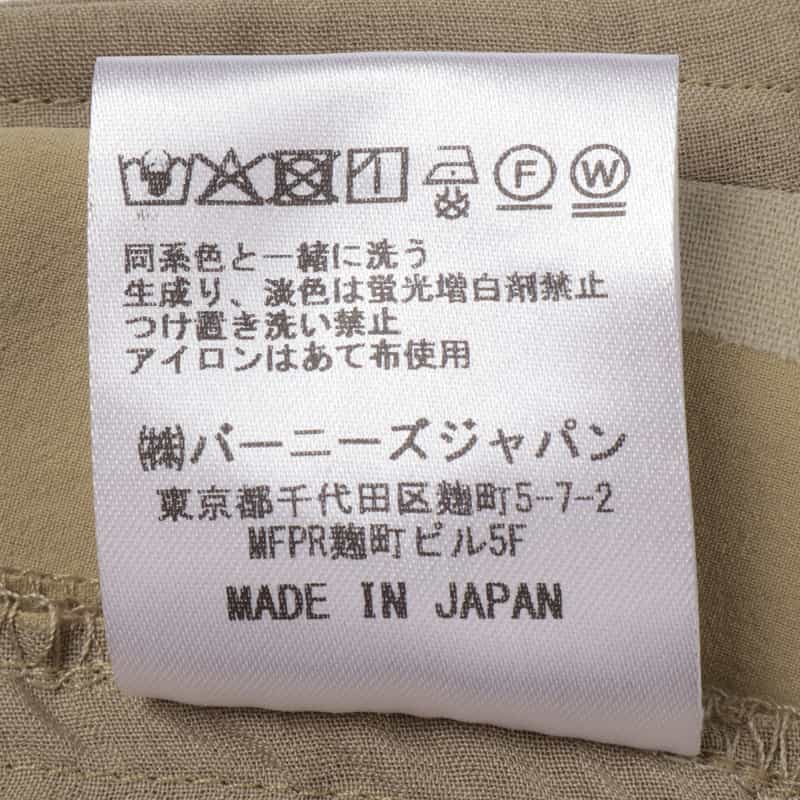 F W
同系色と一緒に洗う
生成り、淡色は蛍光増白剤禁止
つけ置き洗い禁止
アイロンはあて布使用
㈱バーニーズジャパン
東京都千代田区麹町5-7-2
MFPR麹町ビル5F
MADE IN JAPAN